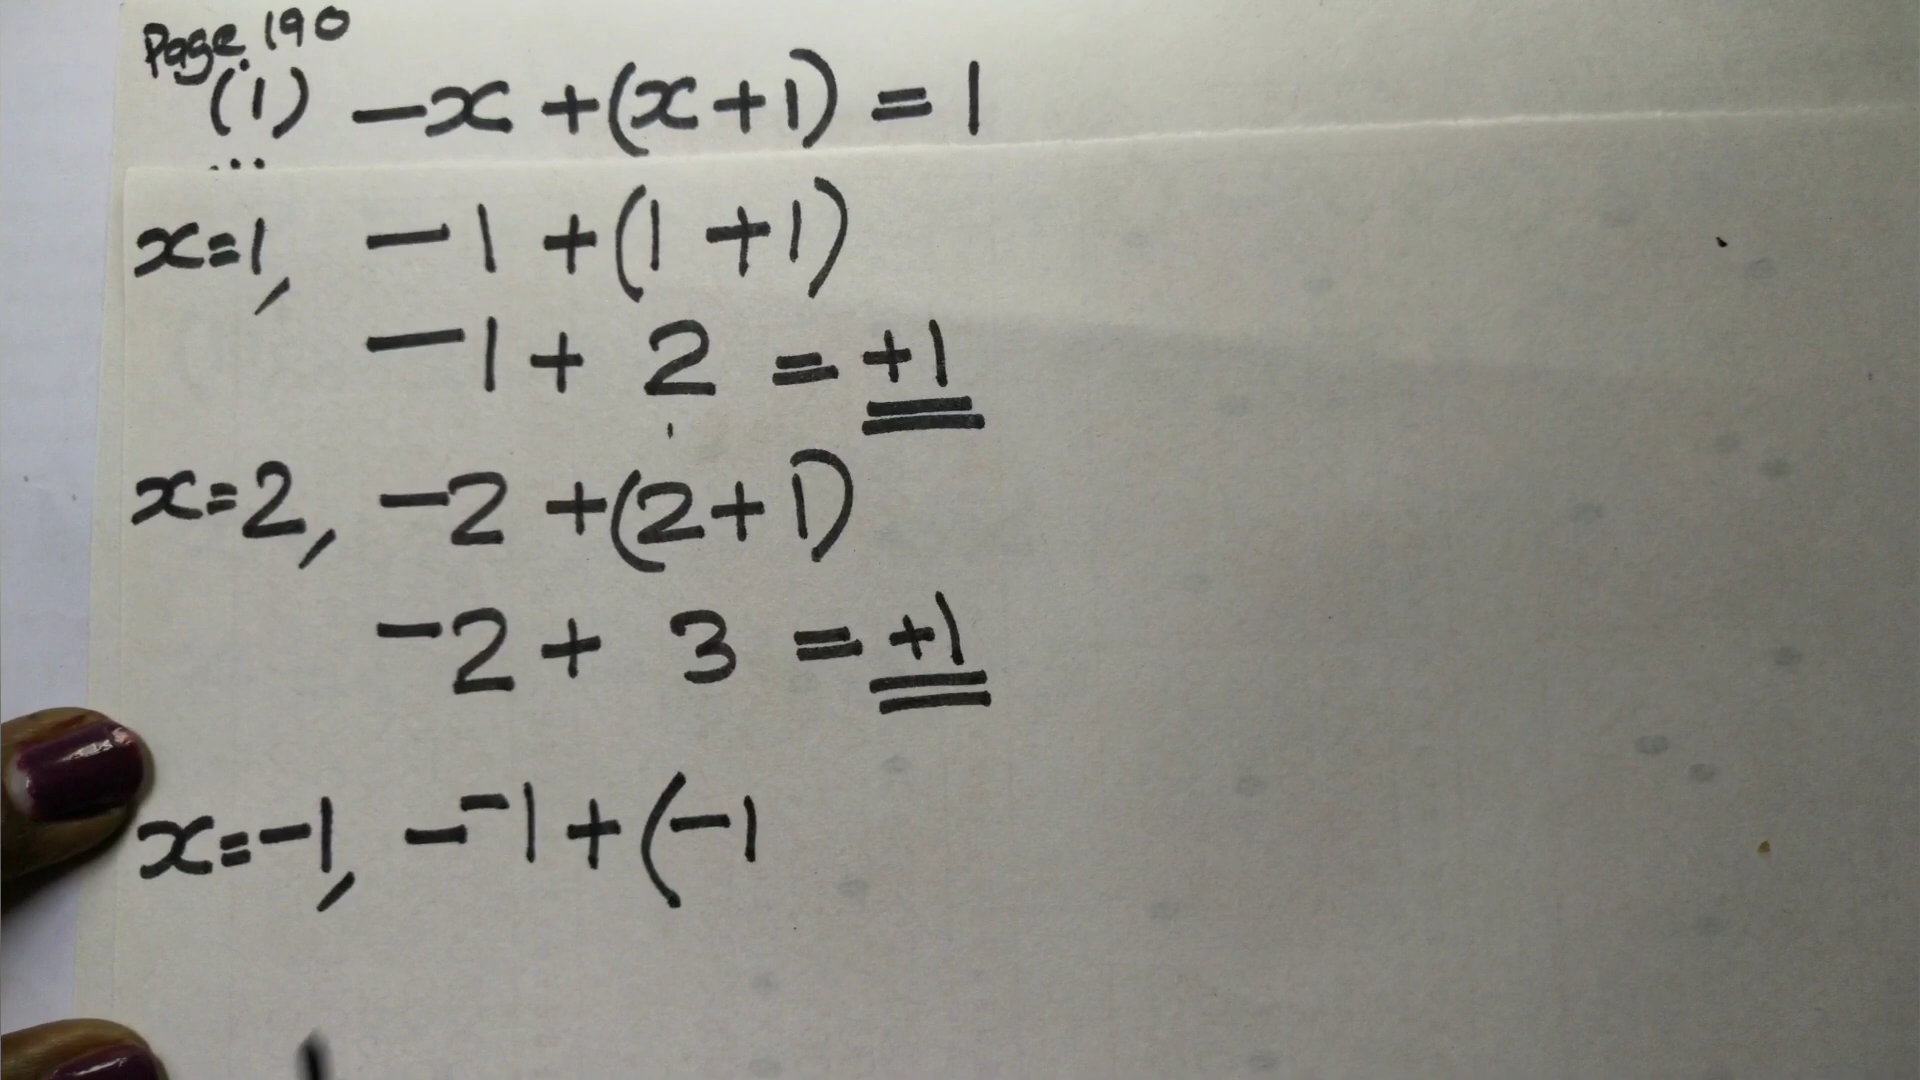 Page 190
(1) -x + (x + 1) = 1
...
x=1, -1 + (1 + 1)
-1 + 2 = +1
x=2, -2 + (2 + 1)
-2 + 3 = +1
x=-1, --1 + (-1